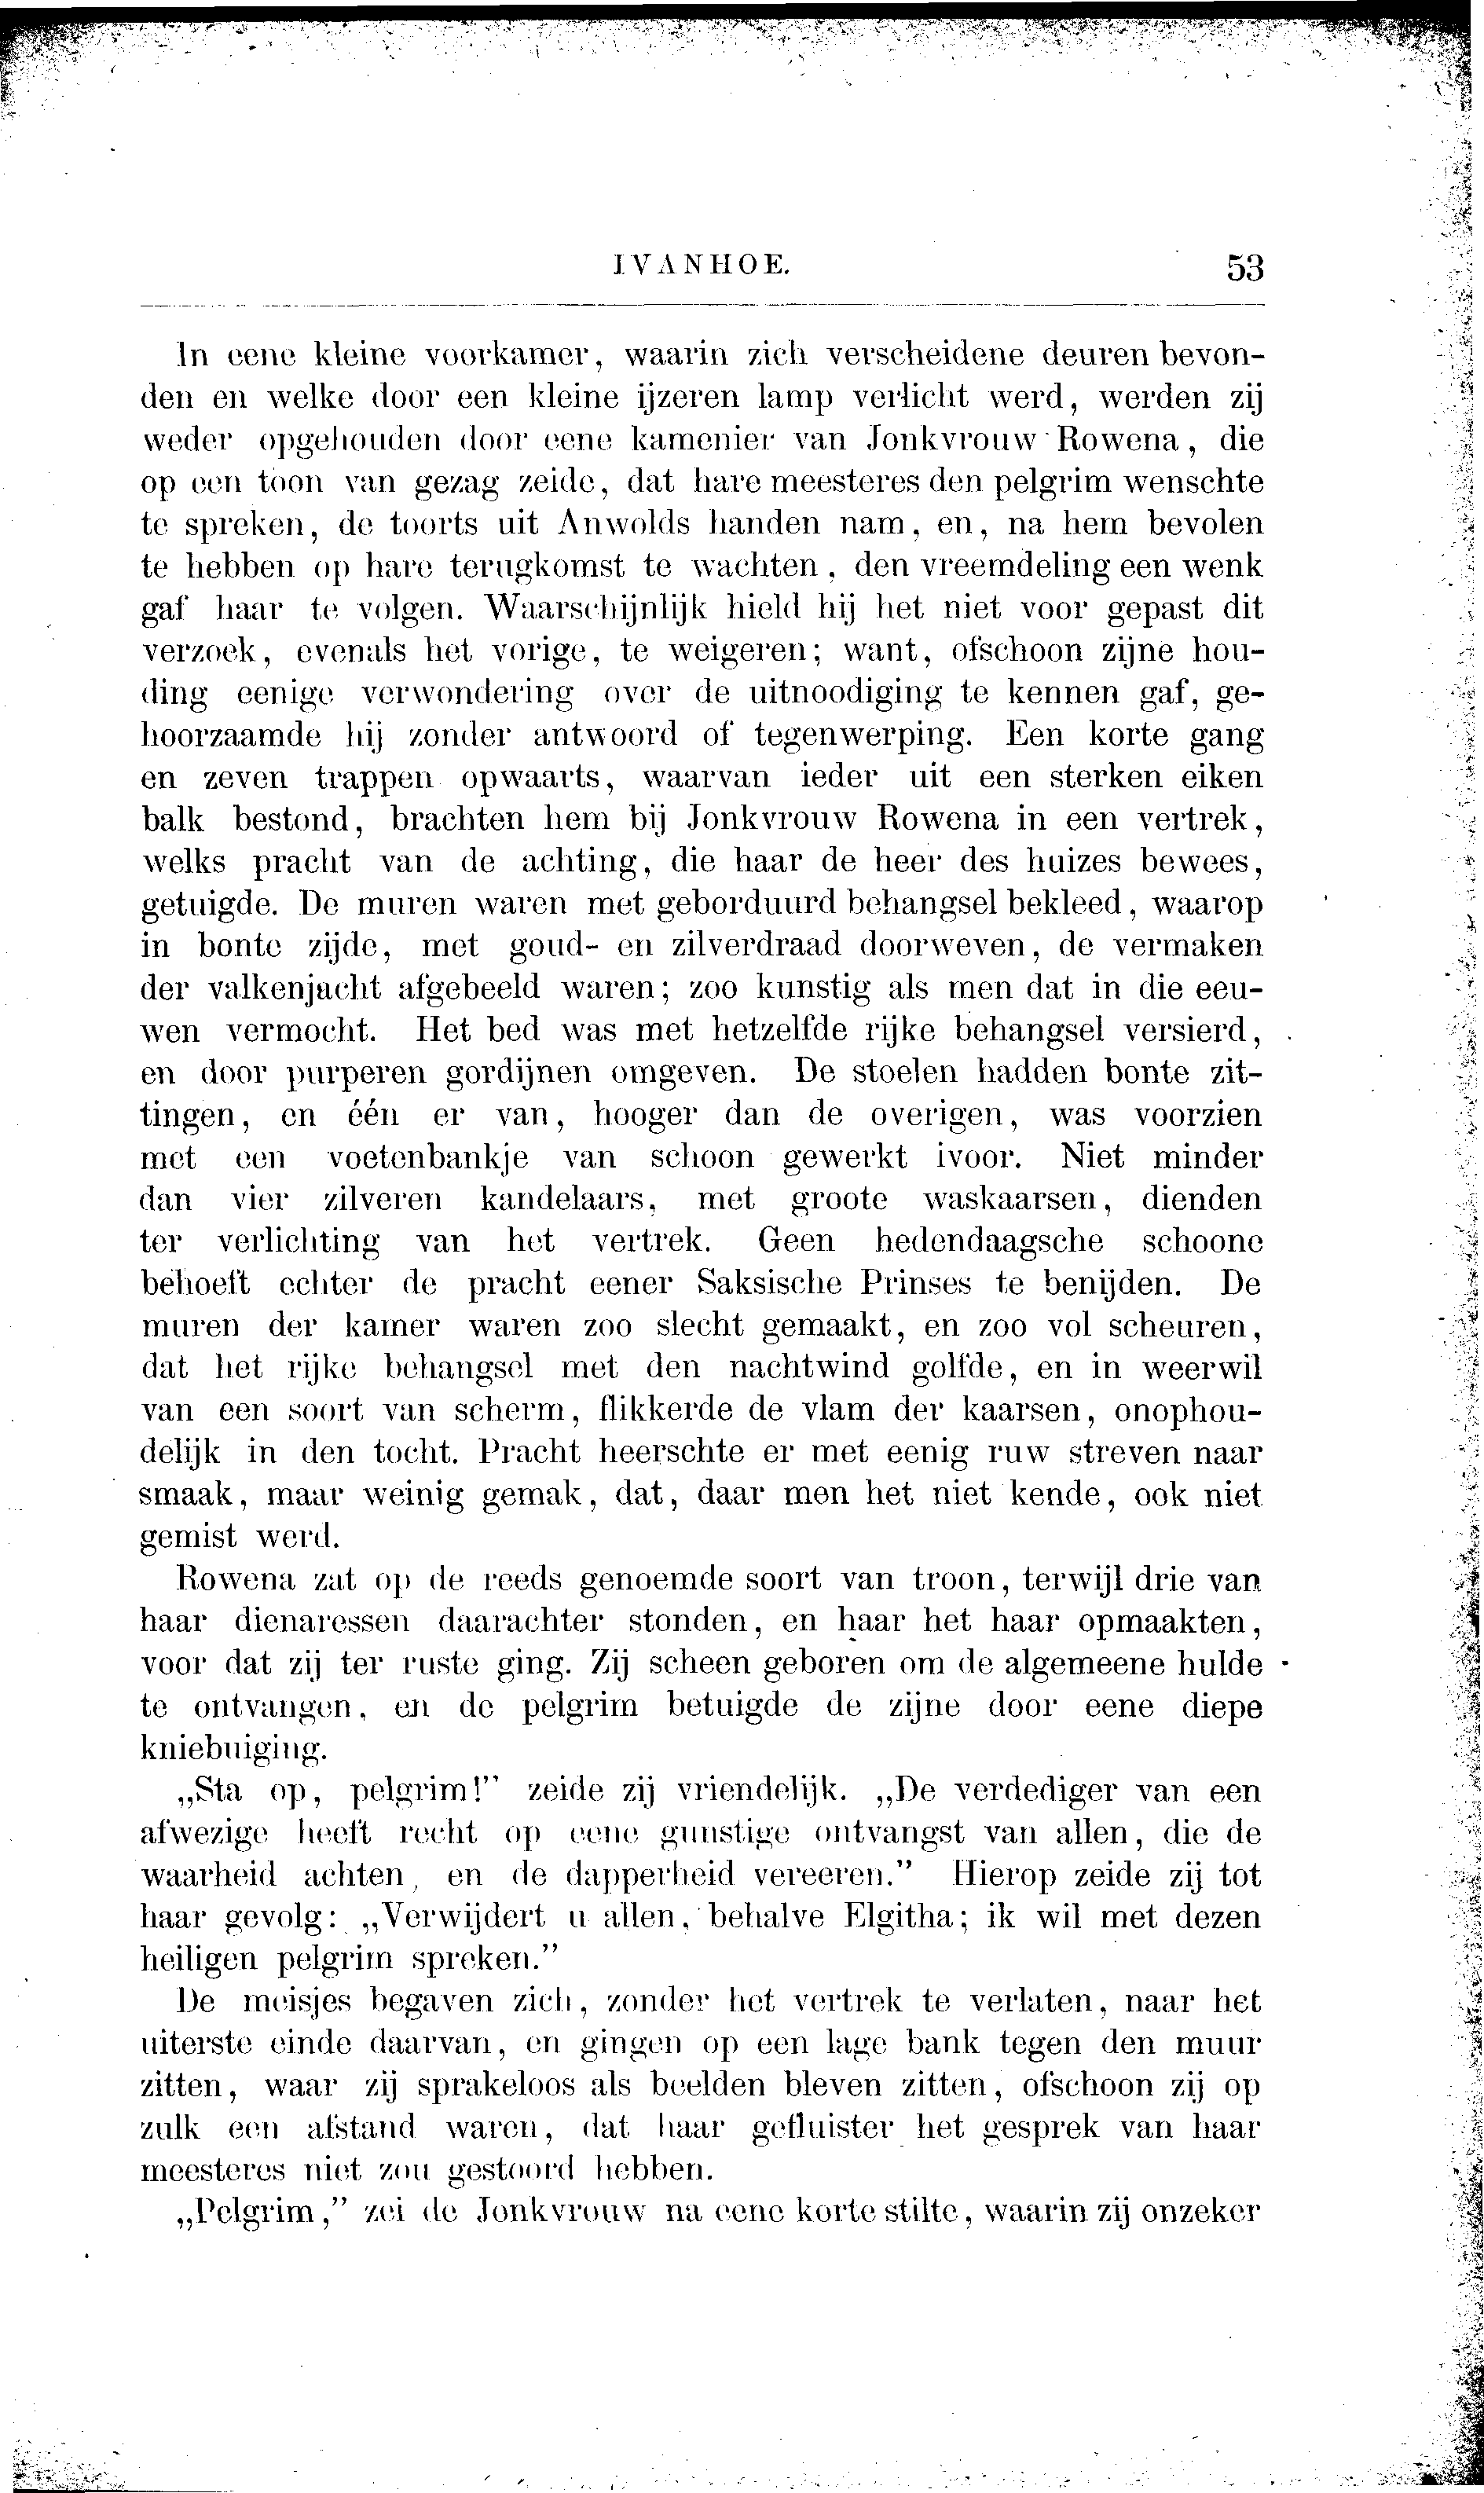 IVANHOE. 53
In eene kleine voorkamer, waarin zich verscheidene deuren bevon-
den en welke door een kleine ijzeren lamp verlicht werd, werden zij
weder opgehouden door eene kamenier van Jonkvrouw Rowena, die
op een toon van gezag zeide, dat hare meesteres den pelgrim wenschte
te spreken, de toorts uit Anwolds handen nam, en, na hem bevolen
te hebben op hare terugkomst te wachten, den vreemdeling een wenk
gaf haar te volgen. Waarschijnlijk hield hij het niet voor gepast dit
verzoek, evenals het vorige, te weigeren; want, ofschoon zijne hou-
ding eenige verwondering over de uitnoodiging te kennen gaf, ge-
hoorzaamde hij zonder antwoord of tegenwerping. Een korte gang
en zeven trappen opwaarts, waarvan ieder uit een sterken eiken
balk bestond, brachten hem bij Jonkvrouw Rowena in een vertrek,
welks pracht van de achting, die haar de heer des huizes bewees,
getuigde. De muren waren met geborduurd behangsel bekleed, waarop
in bonte zijde, met goud- en zilverdraad doorweven, de vermaken
der valkenjacht afgebeeld waren; zoo kunstig als men dat in die eeu-
wen vermocht. Het bed was met hetzelfde rijke behangsel versierd,
en door purperen gordijnen omgeven. De stoelen hadden bonte zit-
tingen, en één er van, hooger dan de overigen, was voorzien
met een voetenbankje van schoon gewerkt ivoor. Niet minder
dan vier zilveren kandelaars, met groote waskaarsen, dienden
ter verlichting van het vertrek. Geen hedendaagsche schoone
behoeft echter de pracht eener Saksische Prinses te benijden. De
muren der kamer waren zoo slecht gemaakt, en zoo vol scheuren,
dat het rijke behangsel met den nachtwind golfde, en in weerwil
van een soort van scherm, flikkerde de vlam der kaarsen, onophou-
delijk in den tocht. Pracht heerschte er met eenig ruw streven naar
smaak, maar weinig gemak, dat, daar men het niet kende, ook niet
gemist werd.
Rowena zat op de reeds genoemde soort van troon, terwijl drie van
haar dienaressen daarachter stonden, en haar het haar opmaakten,
voor dat zij ter ruste ging. Zij scheen geboren om de algemeene hulde
te ontvangen, en de pelgrim betuigde de zijne door eene diepe
kniebuiging.
„Sta op, pelgrim!” zeide zij vriendelijk. „De verdediger van een
afwezige heeft recht op eene gunstige ontvangst van allen, die de
waarheid achten, en de dapperheid vereeren.” Hierop zeide zij tot
haar gevolg: „Verwijdert u allen, behalve Elgitha; ik wil met dezen
heiligen pelgrim spreken.”
De meisjes begaven zich, zonder het vertrek te verlaten, naar het
uiterste einde daarvan, en gingen op een lage bank tegen den muur
zitten, waar zij sprakeloos als beelden bleven zitten, ofschoon zij op
zulk een afstand waren, dat haar gefluister het gesprek van haar
meesteres niet zou gestoord hebben.
„Pelgrim,” zei de Jonkvrouw na eene korte stilte, waarin zij onzeker